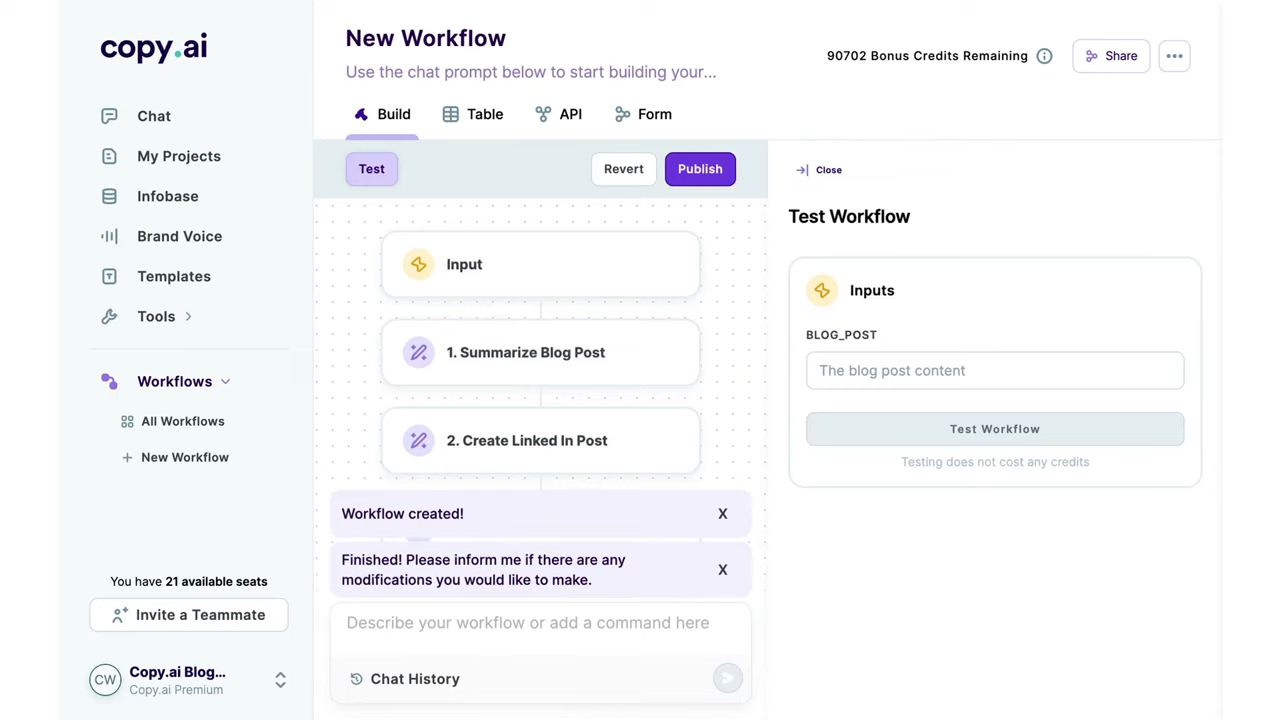 copy.ai
Chat
My Projects
Infobase
Brand Voice
Templates
Tools
Workflows
All Workflows
New Workflow
You have 21 available seats
Invite a Teammate
CW
Copy.ai Blog...
Copy.ai Premium
New Workflow
Use the chat prompt below to start building your...
90702 Bonus Credits Remaining
Share
Build
Table
API
Form
Test
Revert
Publish
Input
1. Summarize Blog Post
2. Create Linked In Post
Workflow created!
X
Finished! Please inform me if there are any
modifications you would like to make.
X
Describe your workflow or add a command here
Chat History
Close
Test Workflow
Inputs
BLOG_POST
The blog post content
Test Workflow
Testing does not cost any credits